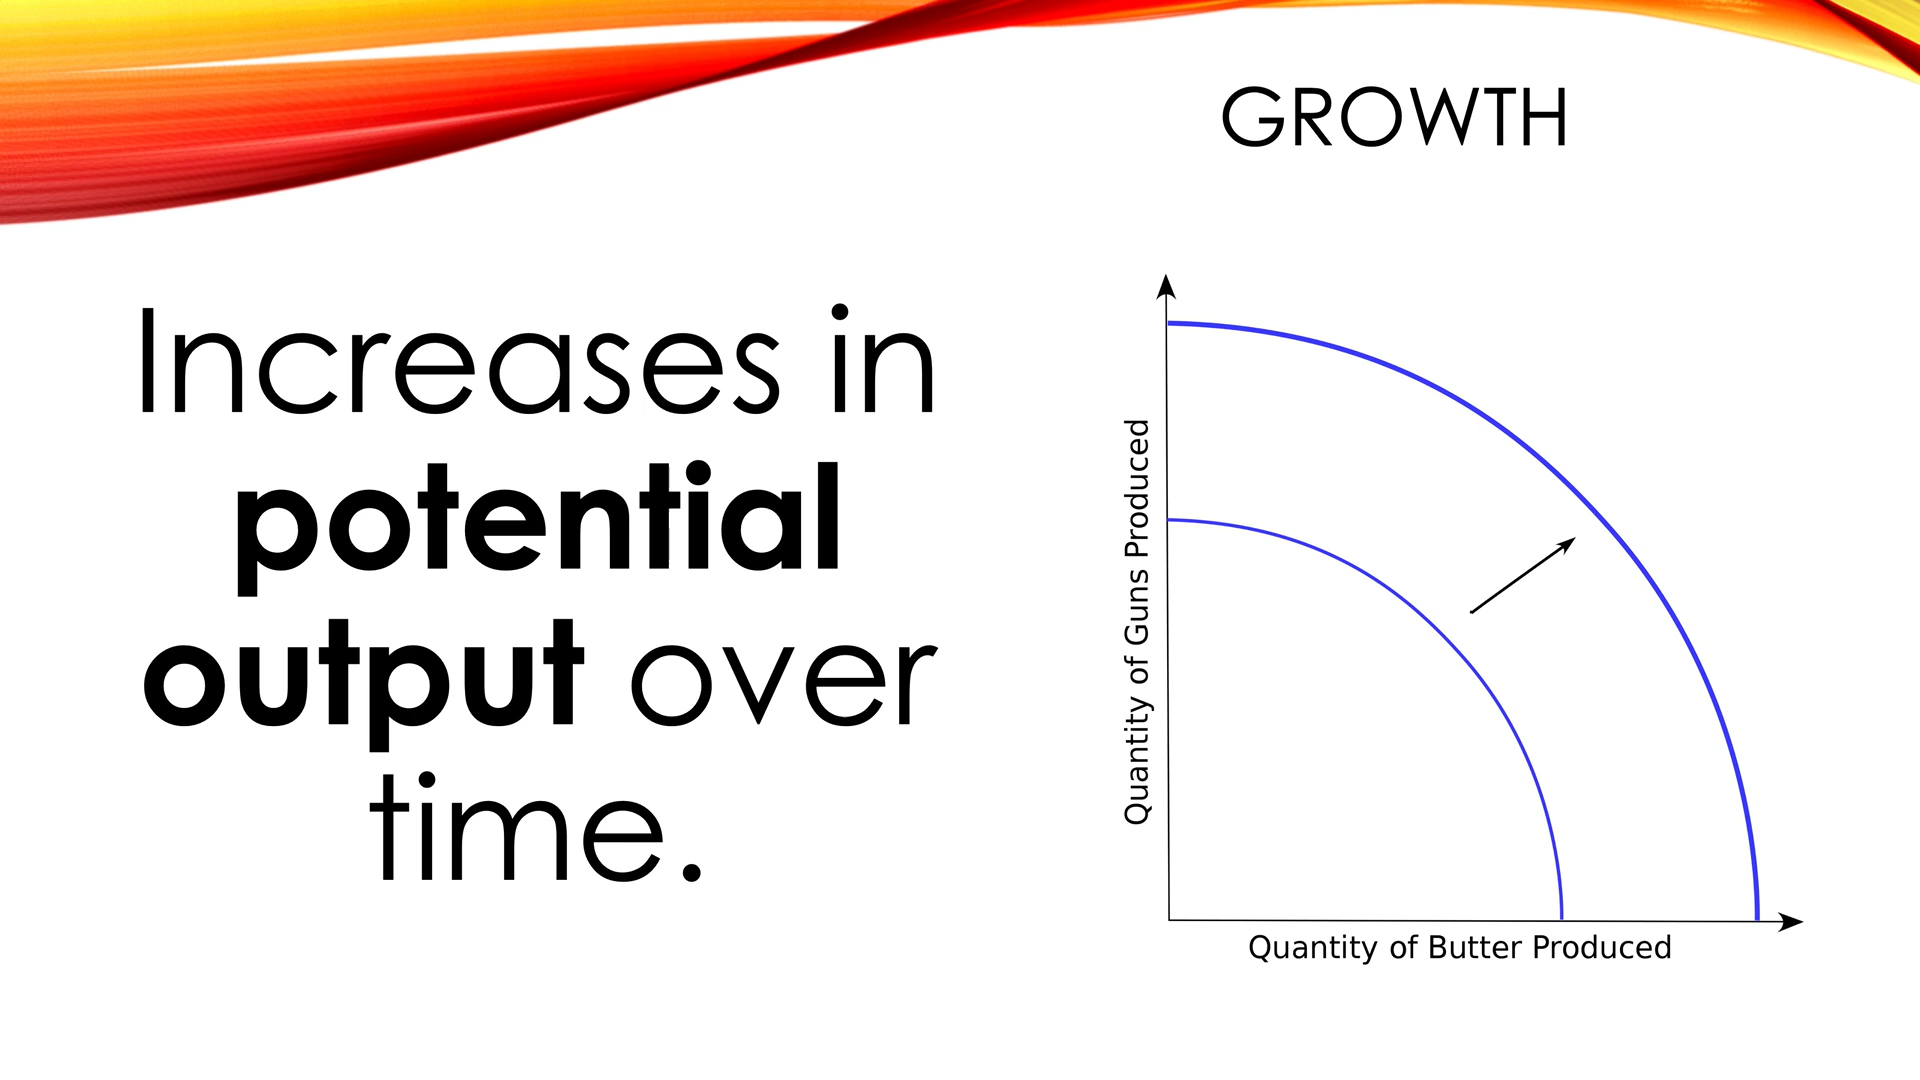 GROWTH
Increases in
potential
output over
time.
Quantity of Guns Produced
Quantity of Butter Produced